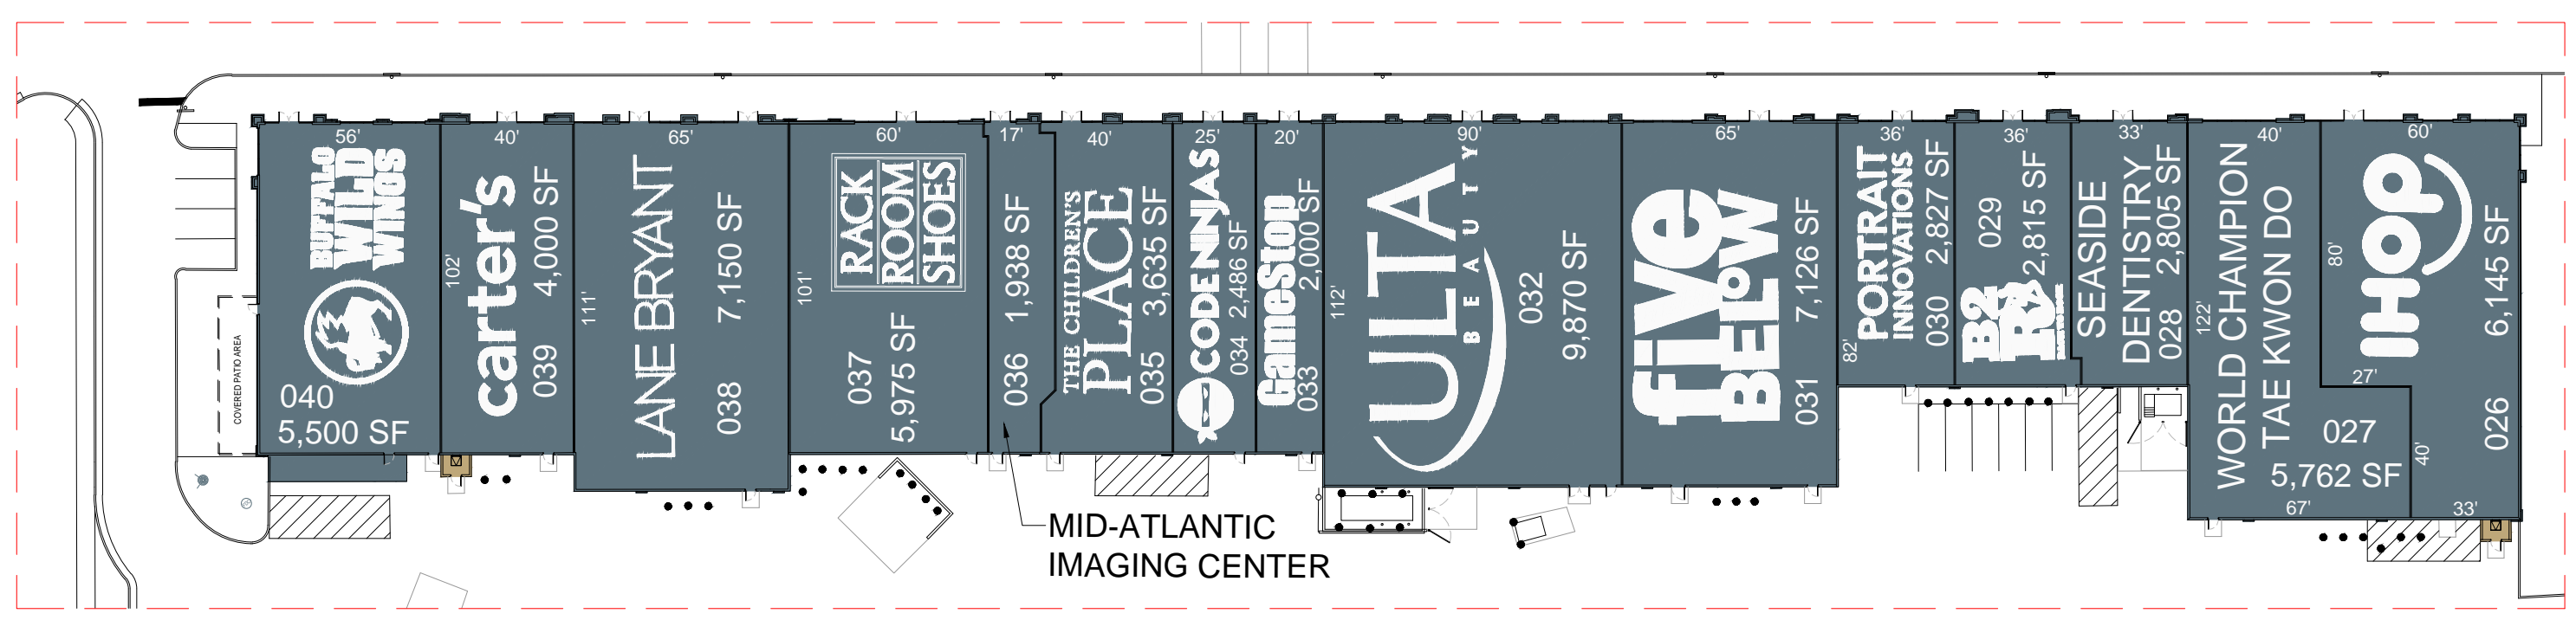 56'
BUFFALO
WILD
WINGS
040
5,500 SF
COVERED PATIO AREA
102'
40'
carter's
039 4,000 SF
111'
65'
LANE BRYANT
038 7,150 SF
101'
60'
RACK
ROOM
SHOES
037
5,975 SF
17'
036 1,938 SF
MID-ATLANTIC
IMAGING CENTER
40'
THE CHILDREN'S
PLACE
035 3,635 SF
25'
CODE NINJAS
034 2,486 SF
20'
GameStop
033 2,000 SF
112'
90'
ULTA
BEAUTY
032
9,870 SF
65'
five
BELOW
031 7,126 SF
82'
36'
PORTRAIT
INNOVATIONS
030 2,827 SF
36'
029
2,815 SF
B2
33'
SEASIDE
DENTISTRY
028 2,805 SF
122'
40'
WORLD CHAMPION
TAE KWON DO
027
5,762 SF
67'
80'
27'
40'
60'
IHOP
026 6,145 SF
33'